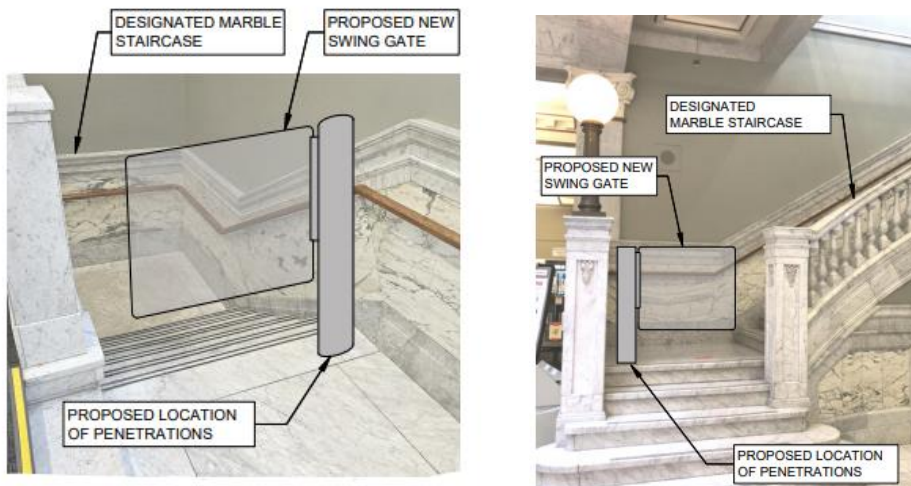 DESIGNATED MARBLE
STAIRCASE
PROPOSED NEW
SWING GATE
PROPOSED LOCATION
OF PENETRATIONS
DESIGNATED
MARBLE STAIRCASE
PROPOSED NEW
SWING GATE
PROPOSED LOCATION
OF PENETRATIONS